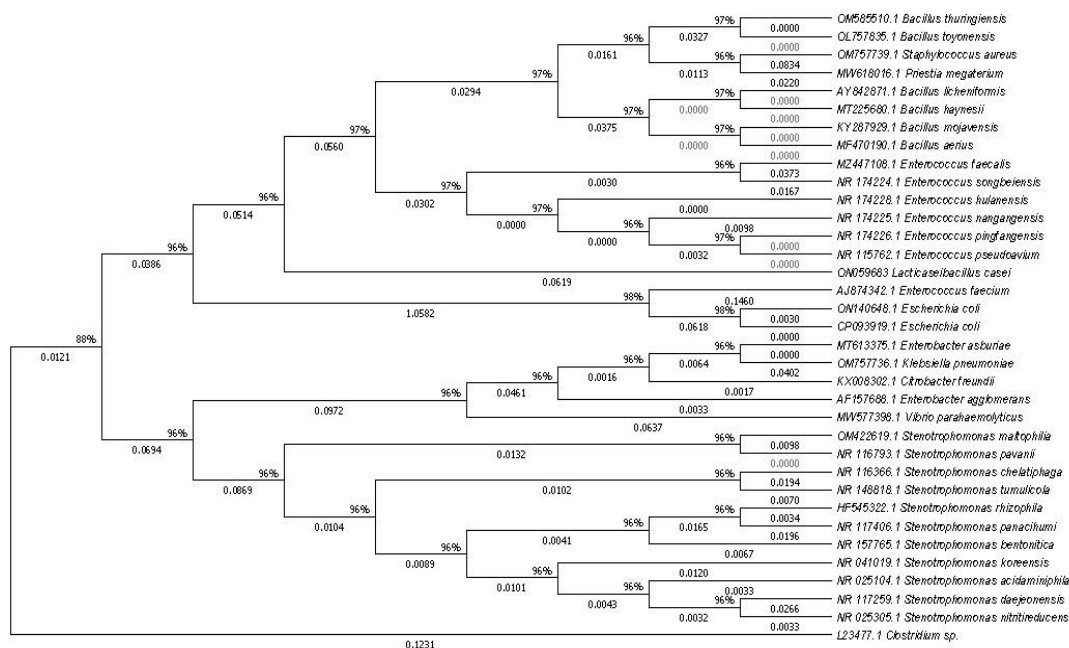 OM585510.1 Bacillus thuringiensis
97%
0.0327
0.0000
OL757835.1 Bacillus toyonensis
96%
0.0161
0.0000
OM757739.1 Staphylococcus aureus
96%
0.0113
0.0834
MW618016.1 Priestia megaterium
97%
0.0294
0.0220
AY842871.1 Bacillus licheniformis
97%
0.0000
0.0000
MT225680.1 Bacillus haynesii
97%
0.0375
0.0000
KY287929.1 Bacillus mojavensis
97%
0.0000
0.0000
MF470190.1 Bacillus aerius
97%
0.0560
0.0000
MZ447108.1 Enterococcus faecalis
96%
0.0030
0.0373
NR 174224.1 Enterococcus songbeiensis
97%
0.0302
0.0167
NR 174228.1 Enterococcus hulanensis
96%
0.0514
97%
0.0000
0.0000
NR 174225.1 Enterococcus nangangensis
96%
0.0000
0.0098
NR 174226.1 Enterococcus pingfangensis
97%
0.0032
0.0000
NR 115762.1 Enterococcus pseudoavium
96%
0.0386
0.0000
ON059683 Lacticaseibacillus casei
0.0619
AJ874342.1 Enterococcus faecium
98%
1.0582
0.1460
ON140648.1 Escherichia coli
98%
0.0618
0.0030
CP093919.1 Escherichia coli
88%
0.0121
0.0000
MT613375.1 Enterobacter asburiae
96%
0.0064
0.0000
OM757736.1 Klebsiella pneumoniae
96%
0.0016
0.0402
KX008302.1 Citrobacter freundii
96%
0.0461
0.0017
AF157688.1 Enterobacter agglomerans
96%
0.0972
0.0033
MW577398.1 Vibrio parahaemolyticus
0.0637
96%
0.0694
OM422619.1 Stenotrophomonas maltophilia
96%
0.0132
0.0098
NR 116793.1 Stenotrophomonas pavanii
0.0000
NR 116366.1 Stenotrophomonas chelatiphaga
96%
0.0869
96%
0.0102
0.0194
NR 148818.1 Stenotrophomonas tumulicola
0.0070
HF545322.1 Stenotrophomonas rhizophila
96%
0.0104
96%
0.0165
0.0034
NR 117406.1 Stenotrophomonas panacihumi
96%
0.0041
0.0196
NR 157765.1 Stenotrophomonas bentonitica
96%
0.0089
0.0067
NR 041019.1 Stenotrophomonas koreensis
96%
0.0101
0.0120
NR 025104.1 Stenotrophomonas acidaminiphila
96%
0.0043
0.0033
NR 117259.1 Stenotrophomonas daejeonensis
96%
0.0032
0.0266
NR 025305.1 Stenotrophomonas nitritireducens
0.0033
L23477.1 Clostridium sp.
0.1231